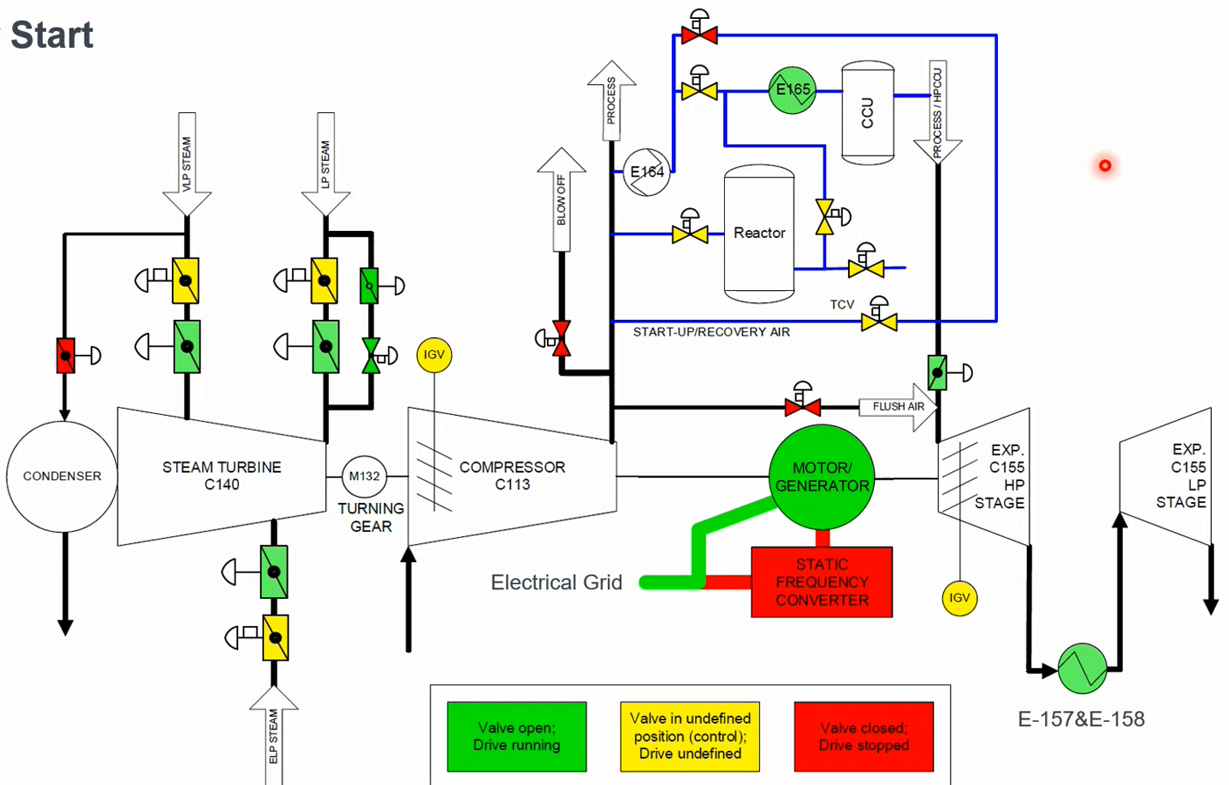 Start
VLP STEAM
LP STEAM
PROCESS
BLOW OFF
E164
E165
CCU
PROCESS / HPCCU
Reactor
TCV
START-UP/RECOVERY AIR
IGV
FLUSH AIR
CONDENSER
STEAM TURBINE
C140
M132
TURNING
GEAR
COMPRESSOR
C113
MOTOR/
GENERATOR
EXP.
C155
HP
STAGE
EXP.
C155
LP
STAGE
Electrical Grid
STATIC
FREQUENCY
CONVERTER
IGV
ELP STEAM
E-157&E-158
Valve open;
Drive running
Valve in undefined
position (control);
Drive undefined
Valve closed;
Drive stopped